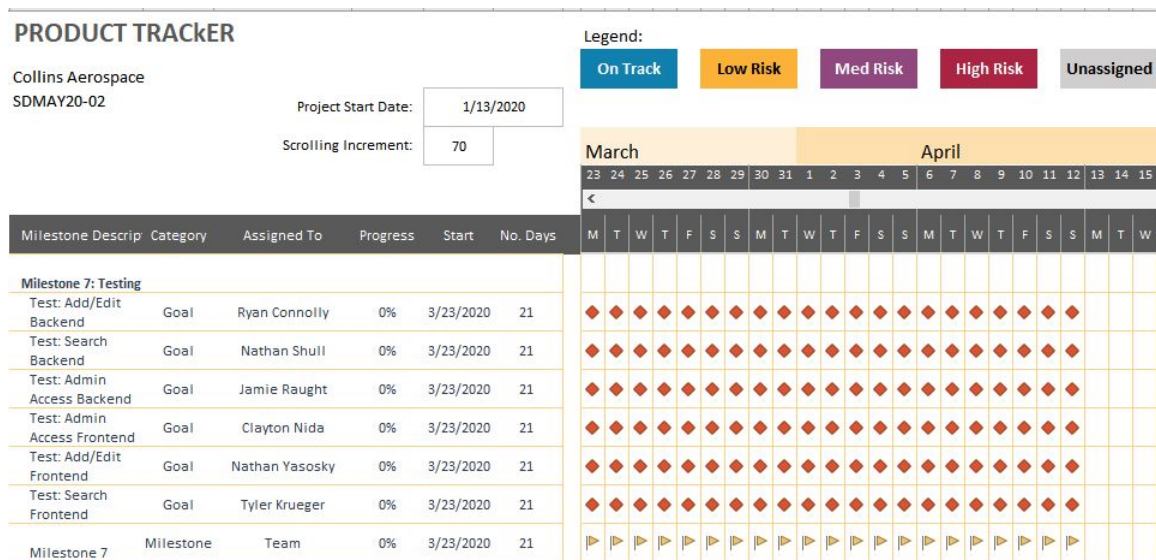 PRODUCT TRACkER
Legend:
On Track Low Risk Med Risk High Risk Unassigned
Collins Aerospace
SDMAY20-02
Project Start Date: 1/13/2020
Scrolling Increment: 70
March April
23 24 25 26 27 28 29 30 31 1 2 3 4 5 6 7 8 9 10 11 12 13 14 15
Milestone Descrip Category Assigned To Progress Start No. Days M T W T F S S M T W T F S S M T W T F S S M T W
Milestone 7: Testing
Test: Add/Edit
Backend Goal Ryan Connolly 0% 3/23/2020 21
Test: Search
Backend Goal Nathan Shull 0% 3/23/2020 21
Test: Admin
Access Backend Goal Jamie Raught 0% 3/23/2020 21
Test: Admin
Access Frontend Goal Clayton Nida 0% 3/23/2020 21
Test: Add/Edit
Frontend Goal Nathan Yasosky 0% 3/23/2020 21
Test: Search
Frontend Goal Tyler Krueger 0% 3/23/2020 21
Milestone 7 Milestone Team 0% 3/23/2020 21